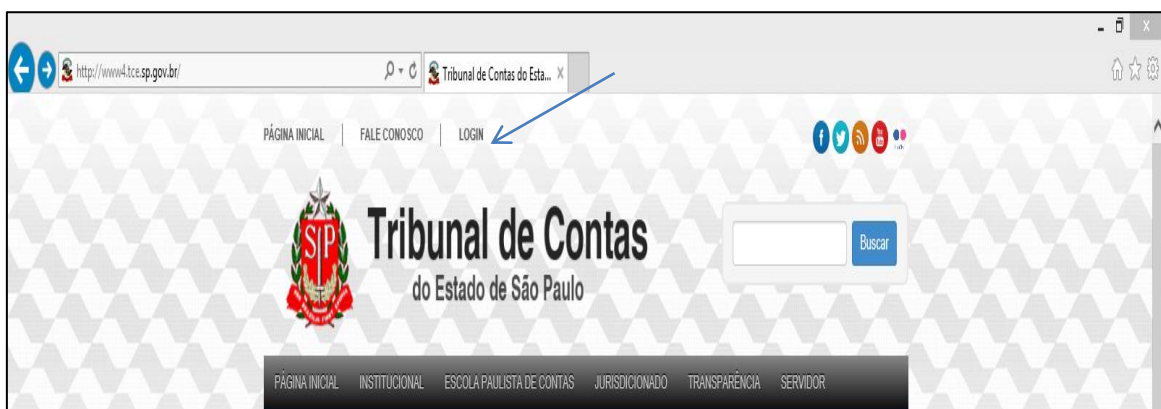 http://www4.tce.sp.gov.br/
Tribunal de Contas do Esta...
PÁGINA INICIAL FALE CONOSCO LOGIN
SP
Tribunal de Contas
do Estado de São Paulo
Buscar
PÁGINA INICIAL INSTITUCIONAL ESCOLA PAULISTA DE CONTAS JURISDICIONADO TRANSPARÊNCIA SERVIDOR